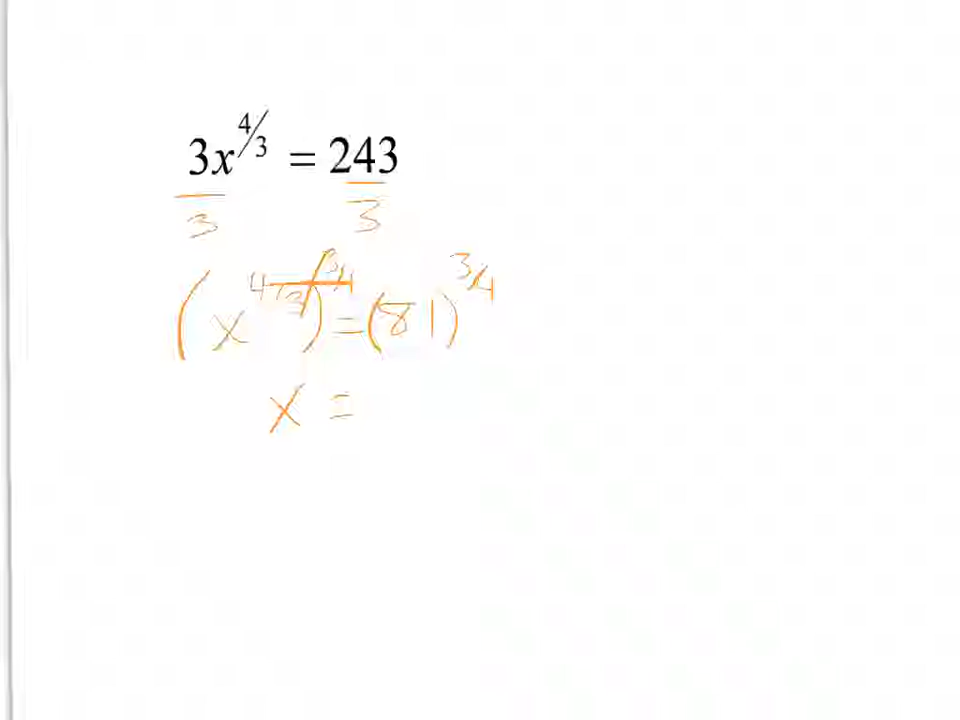 3x^{4/3} = 243
3 3
(x^{4/3})^{3/4} = (81)^{3/4}
x =